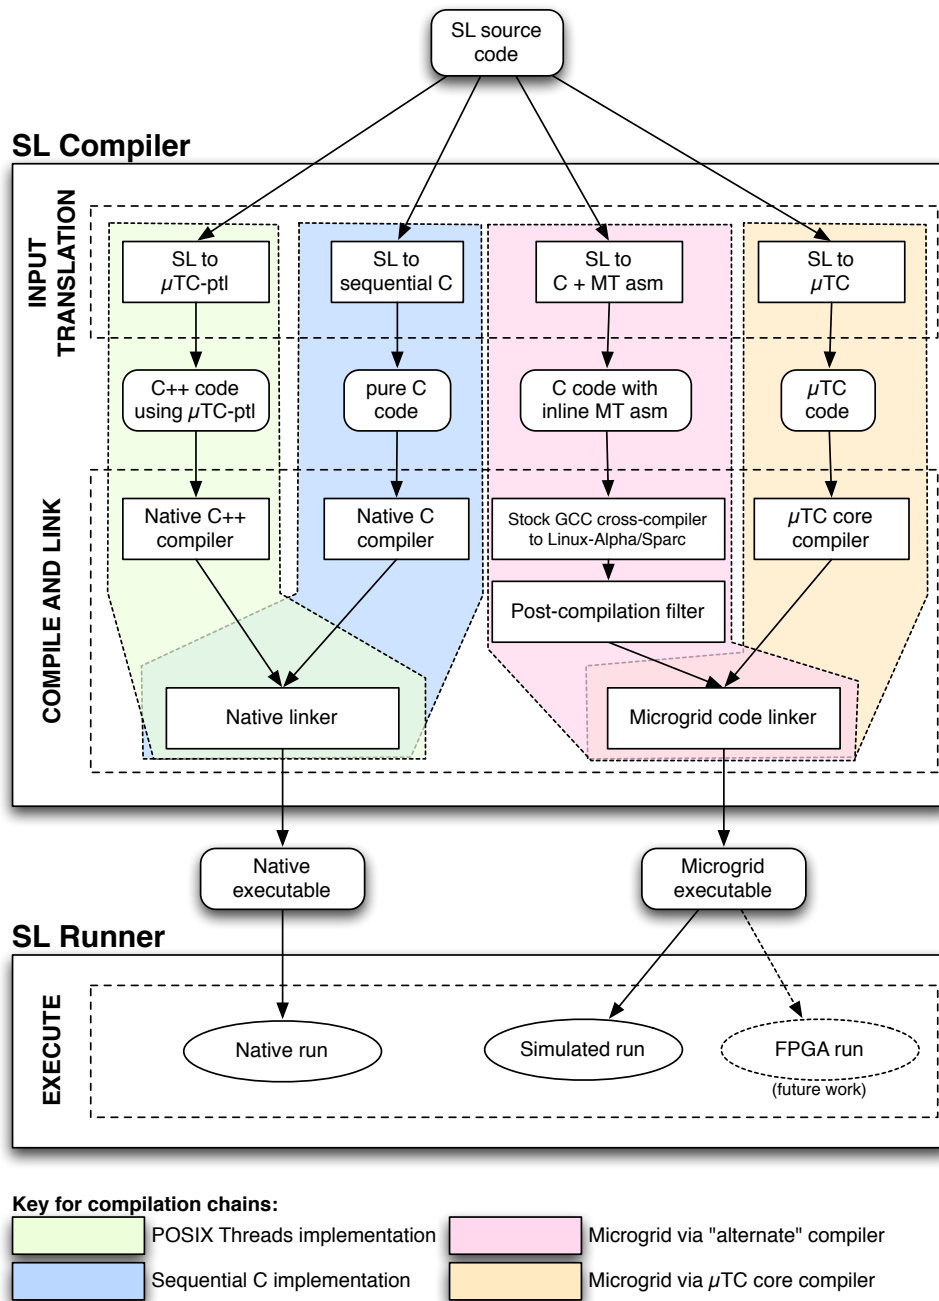 SL source
code
SL Compiler
INPUT
TRANSLATION
SL to
µTC-ptl
SL to
sequential C
SL to
C + MT asm
SL to
µTC
C++ code
using µTC-ptl
pure C
code
C code with
inline MT asm
µTC
code
COMPILE AND LINK
Native C++
compiler
Native C
compiler
Stock GCC cross-compiler
to Linux-Alpha/Sparc
µTC core
compiler
Post-compilation filter
Native linker
Microgrid code linker
Native
executable
Microgrid
executable
SL Runner
EXECUTE
Native run
Simulated run
FPGA run
(future work)
Key for compilation chains:
POSIX Threads implementation
Microgrid via "alternate" compiler
Sequential C implementation
Microgrid via µTC core compiler